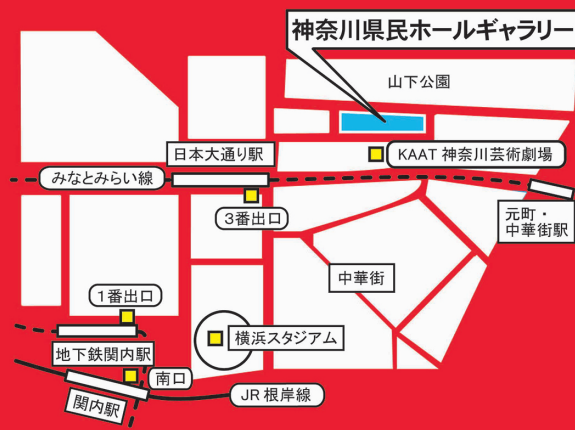 神奈川県民ホールギャラリー
山下公園
日本大通り駅
KAAT 神奈川芸術劇場
みなとみらい線
3番出口
元町・
中華街駅
中華街
1番出口
横浜スタジアム
地下鉄関内駅
南口
JR 根岸線
関内駅